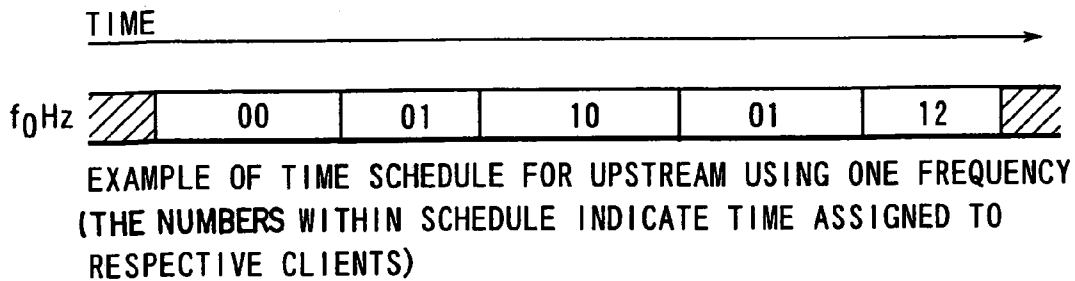 TIME
f0Hz 00 01 10 01 12
EXAMPLE OF TIME SCHEDULE FOR UPSTREAM USING ONE FREQUENCY
(THE NUMBERS WITHIN SCHEDULE INDICATE TIME ASSIGNED TO
RESPECTIVE CLIENTS)